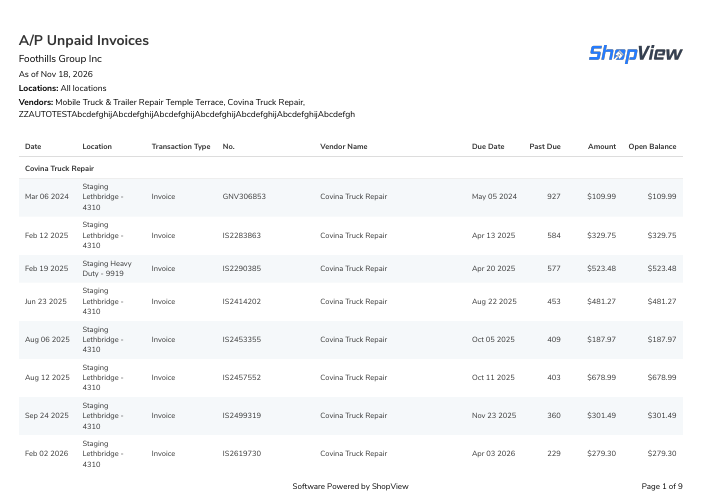 A/P Unpaid Invoices
ShopView
Foothills Group Inc
As of Nov 18, 2026
Locations: All locations
Vendors: Mobile Truck & Trailer Repair Temple Terrace, Covina Truck Repair,
ZZAUTOTESTAbcdefghijAbcdefghijAbcdefghijAbcdefghijAbcdefghijAbcdefghijAbcdefgh
Date Location Transaction Type No. Vendor Name Due Date Past Due Amount Open Balance
Covina Truck Repair
Staging
Mar 06 2024 Lethbridge - Invoice GNV306853 Covina Truck Repair May 05 2024 927 $109.99 $109.99
4310
Staging
Feb 12 2025 Lethbridge - Invoice IS2283863 Covina Truck Repair Apr 13 2025 584 $329.75 $329.75
4310
Feb 19 2025 Staging Heavy Invoice IS2290385 Covina Truck Repair Apr 20 2025 577 $523.48 $523.48
Duty - 9919
Staging
Jun 23 2025 Lethbridge - Invoice IS2414202 Covina Truck Repair Aug 22 2025 453 $481.27 $481.27
4310
Staging
Aug 06 2025 Lethbridge - Invoice IS2453355 Covina Truck Repair Oct 05 2025 409 $187.97 $187.97
4310
Staging
Aug 12 2025 Lethbridge - Invoice IS2457552 Covina Truck Repair Oct 11 2025 403 $678.99 $678.99
4310
Staging
Sep 24 2025 Lethbridge - Invoice IS2499319 Covina Truck Repair Nov 23 2025 360 $301.49 $301.49
4310
Staging
Feb 02 2026 Lethbridge - Invoice IS2619730 Covina Truck Repair Apr 03 2026 229 $279.30 $279.30
4310
Software Powered by ShopView Page 1 of 9